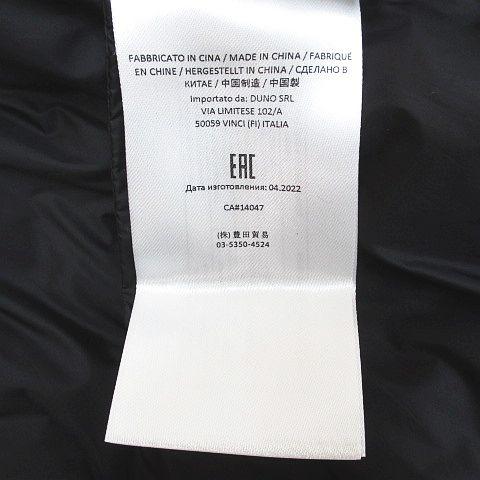 FABBRICATO IN CINA / MADE IN CHINA / FABRIQUÉ
EN CHINE / HERGESTELLT IN CHINA / СДЕЛАНО В
КИТАЕ / 中国制造 / 中国製
Importato da: DUNO SRL
VIA LIMITESE 102/A
50059 VINCI (FI) ITALIA
EAC
Дата изготовления: 04.2022
CA#14047
(株) 豊田貿易
03-5350-4524